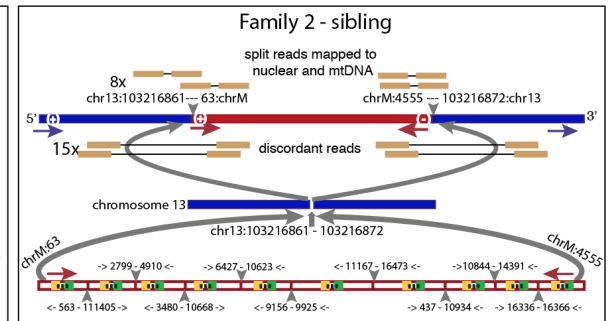 Family 2 - sibling
split reads mapped to
nuclear and mtDNA
8x
chr13:103216861--- 63:chrM
chrM:4555 --- 103216872:chr13
5'
+
-
3'
15x
discordant reads
chromosome 13
chr13:103216861 - 103216872
chrM:63
chrM:4555
-> 2799 - 4910 <-
-> 6427 - 10623 <-
<-11167 - 16473 <-
->10844 - 14391 <-
<- 563 - 111405 ->
<- 3480 - 10668 ->
<- 9156 - 9925 <-
-> 437 - 10934 <-
-> 16336 - 16366 <-